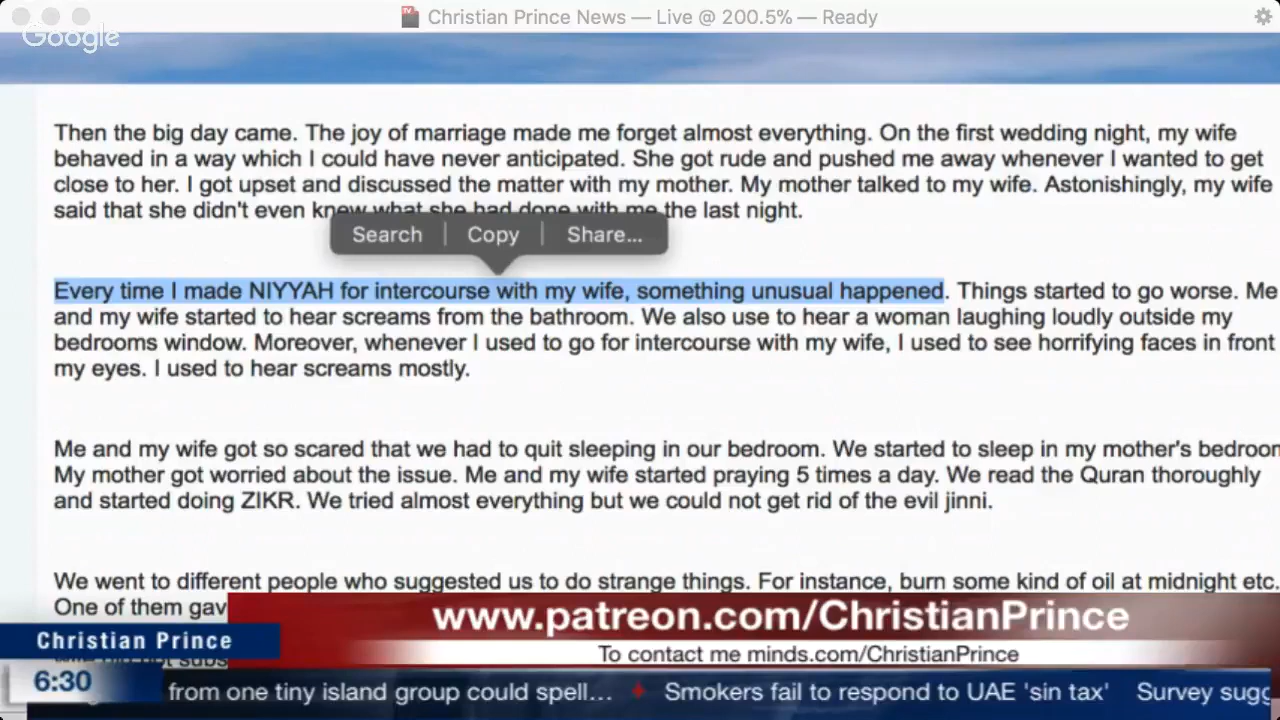 Christian Prince News — Live @ 200.5% — Ready
Google
Then the big day came. The joy of marriage made me forget almost everything. On the first wedding night, my wife
behaved in a way which I could have never anticipated. She got rude and pushed me away whenever I wanted to get
close to her. I got upset and discussed the matter with my mother. My mother talked to my wife. Astonishingly, my wife
said that she didn't even knew what she had done with me the last night.
Search Copy Share...
Every time I made NIYYAH for intercourse with my wife, something unusual happened. Things started to go worse. Me
and my wife started to hear screams from the bathroom. We also use to hear a woman laughing loudly outside my
bedrooms window. Moreover, whenever I used to go for intercourse with my wife, I used to see horrifying faces in front
my eyes. I used to hear screams mostly.
Me and my wife got so scared that we had to quit sleeping in our bedroom. We started to sleep in my mother's bedroom
My mother got worried about the issue. Me and my wife started praying 5 times a day. We read the Quran thoroughly
and started doing ZIKR. We tried almost everything but we could not get rid of the evil jinni.
We went to different people who suggested us to do strange things. For instance, burn some kind of oil at midnight etc.
One of them gav
www.patreon.com/ChristianPrince
Christian Prince
To contact me minds.com/ChristianPrince
6:30
from one tiny island group could spell... Smokers fail to respond to UAE 'sin tax' Survey sugg